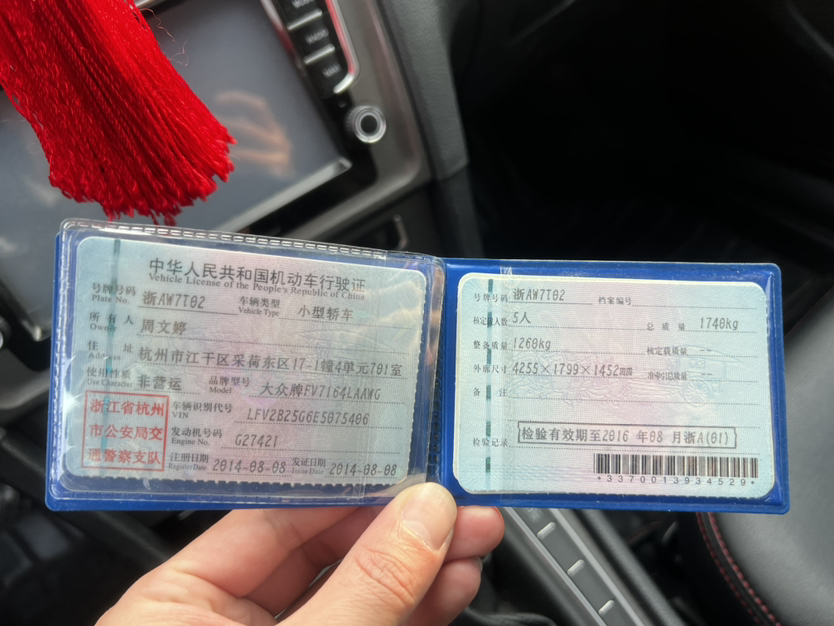 中华人民共和国机动车行驶证
Vehicle License of the People's Republic of China
号牌号码 Plate No. 浙AW7T02 车辆类型 Vehicle Type 小型轿车
所有人 Owner 周文婷
住址 Address 杭州市江干区采荷东区17-1幢4单元701室
使用性质 Use Character 非营运 品牌型号 Model 大众牌FV7164LAAWG
浙江省杭州
市公安局交
通警察支队
车辆识别代号 VIN LFV2B25G6E5075406
发动机号码 Engine No. G27421
注册日期 Register Date 2014-08-08 发证日期 Issue Date 2014-08-08
号牌号码 浙AW7T02 档案编号
核定载人数 5人 总质量 1740kg
整备质量 1260kg 核定载质量 --
外廓尺寸 4255×1799×1452mm 准牵引总质量 --
备注
检验记录 检验有效期至2016年08月浙A(01)
*3370013934529*